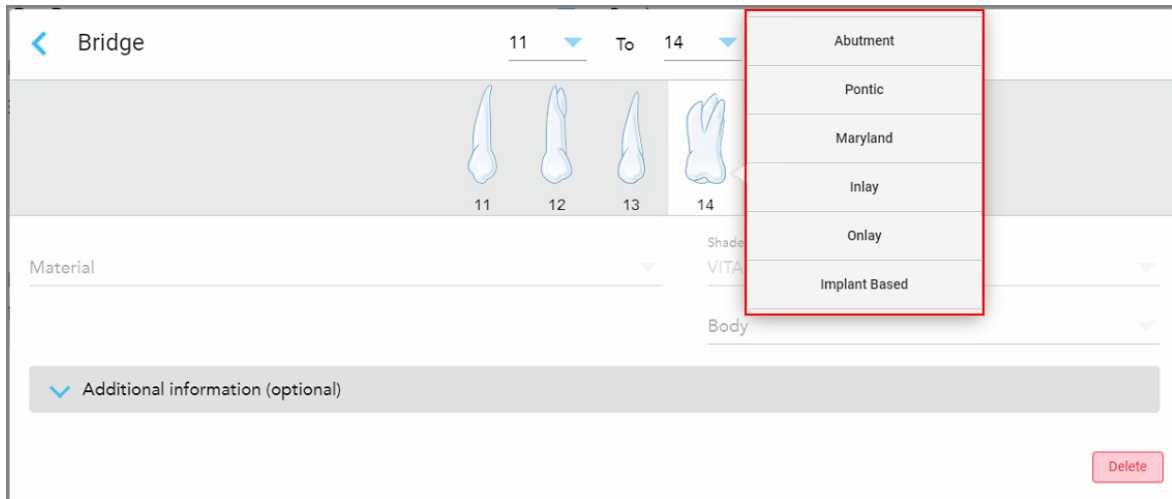 Bridge
11 To 14
11 12 13 14
Abutment
Pontic
Maryland
Inlay
Onlay
Implant Based
Material
Shade
VITA
Body
Additional information (optional)
Delete